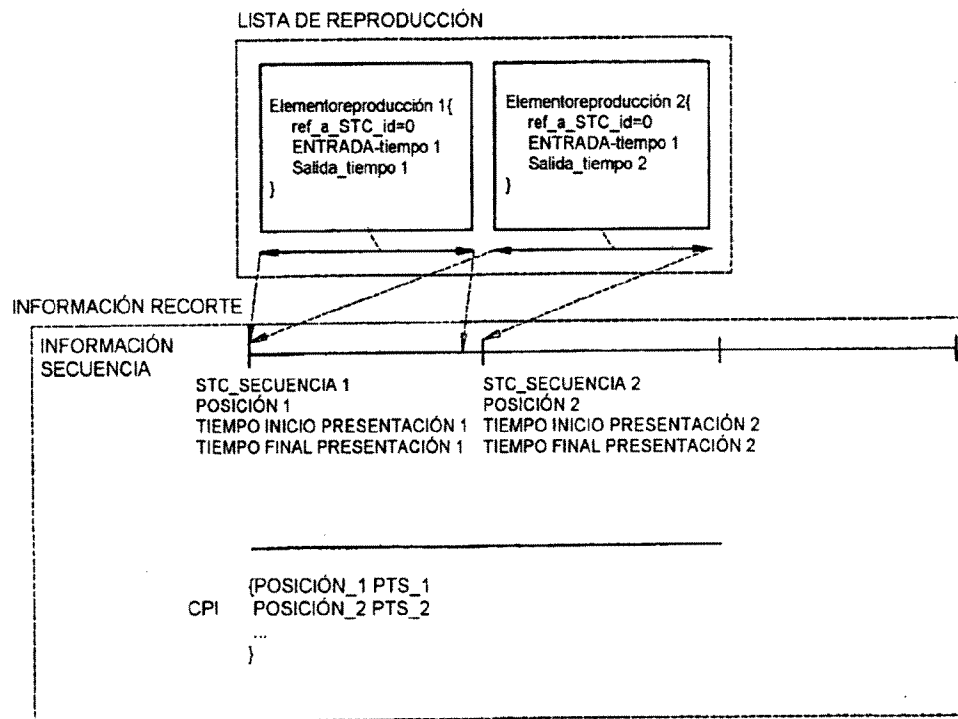 LISTA DE REPRODUCCIÓN
Elementoreproducción 1{
ref_a_STC_id=0
ENTRADA-tiempo 1
Salida_tiempo 1
}
Elementoreproducción 2{
ref_a_STC_id=0
ENTRADA-tiempo 1
Salida_tiempo 2
}
INFORMACIÓN RECORTE
INFORMACIÓN
SECUENCIA
STC_SECUENCIA 1
POSICIÓN 1
TIEMPO INICIO PRESENTACIÓN 1
TIEMPO FINAL PRESENTACIÓN 1
STC_SECUENCIA 2
POSICIÓN 2
TIEMPO INICIO PRESENTACIÓN 2
TIEMPO FINAL PRESENTACIÓN 2
CPI
{POSICIÓN_1 PTS_1
POSICIÓN_2 PTS_2
...
}